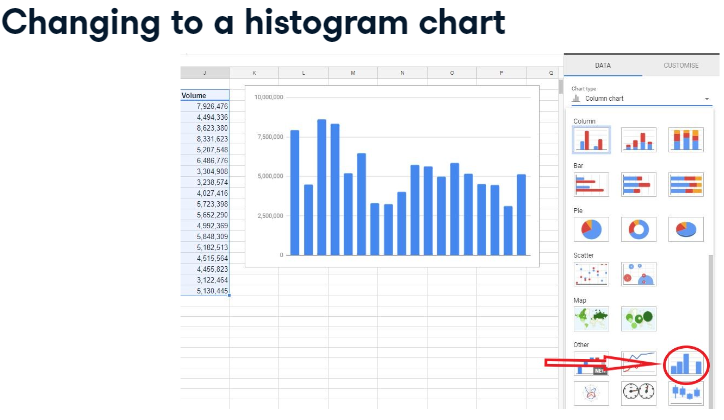 Changing to a histogram chart
DATA CUSTOMISE
Chart type
Column chart
J K L M N O P Q
Volume
7,926,476
4,494,336
8,623,380
8,331,623
5,207,548
6,486,776
3,304,908
3,238,574
4,027,416
5,723,398
5,652,290
4,992,369
5,848,309
5,182,513
4,515,564
4,455,823
3,122,464
5,130,445
10,000,000
7,500,000
5,000,000
2,500,000
0
Column
Bar
Pie
Scatter
Map
Other